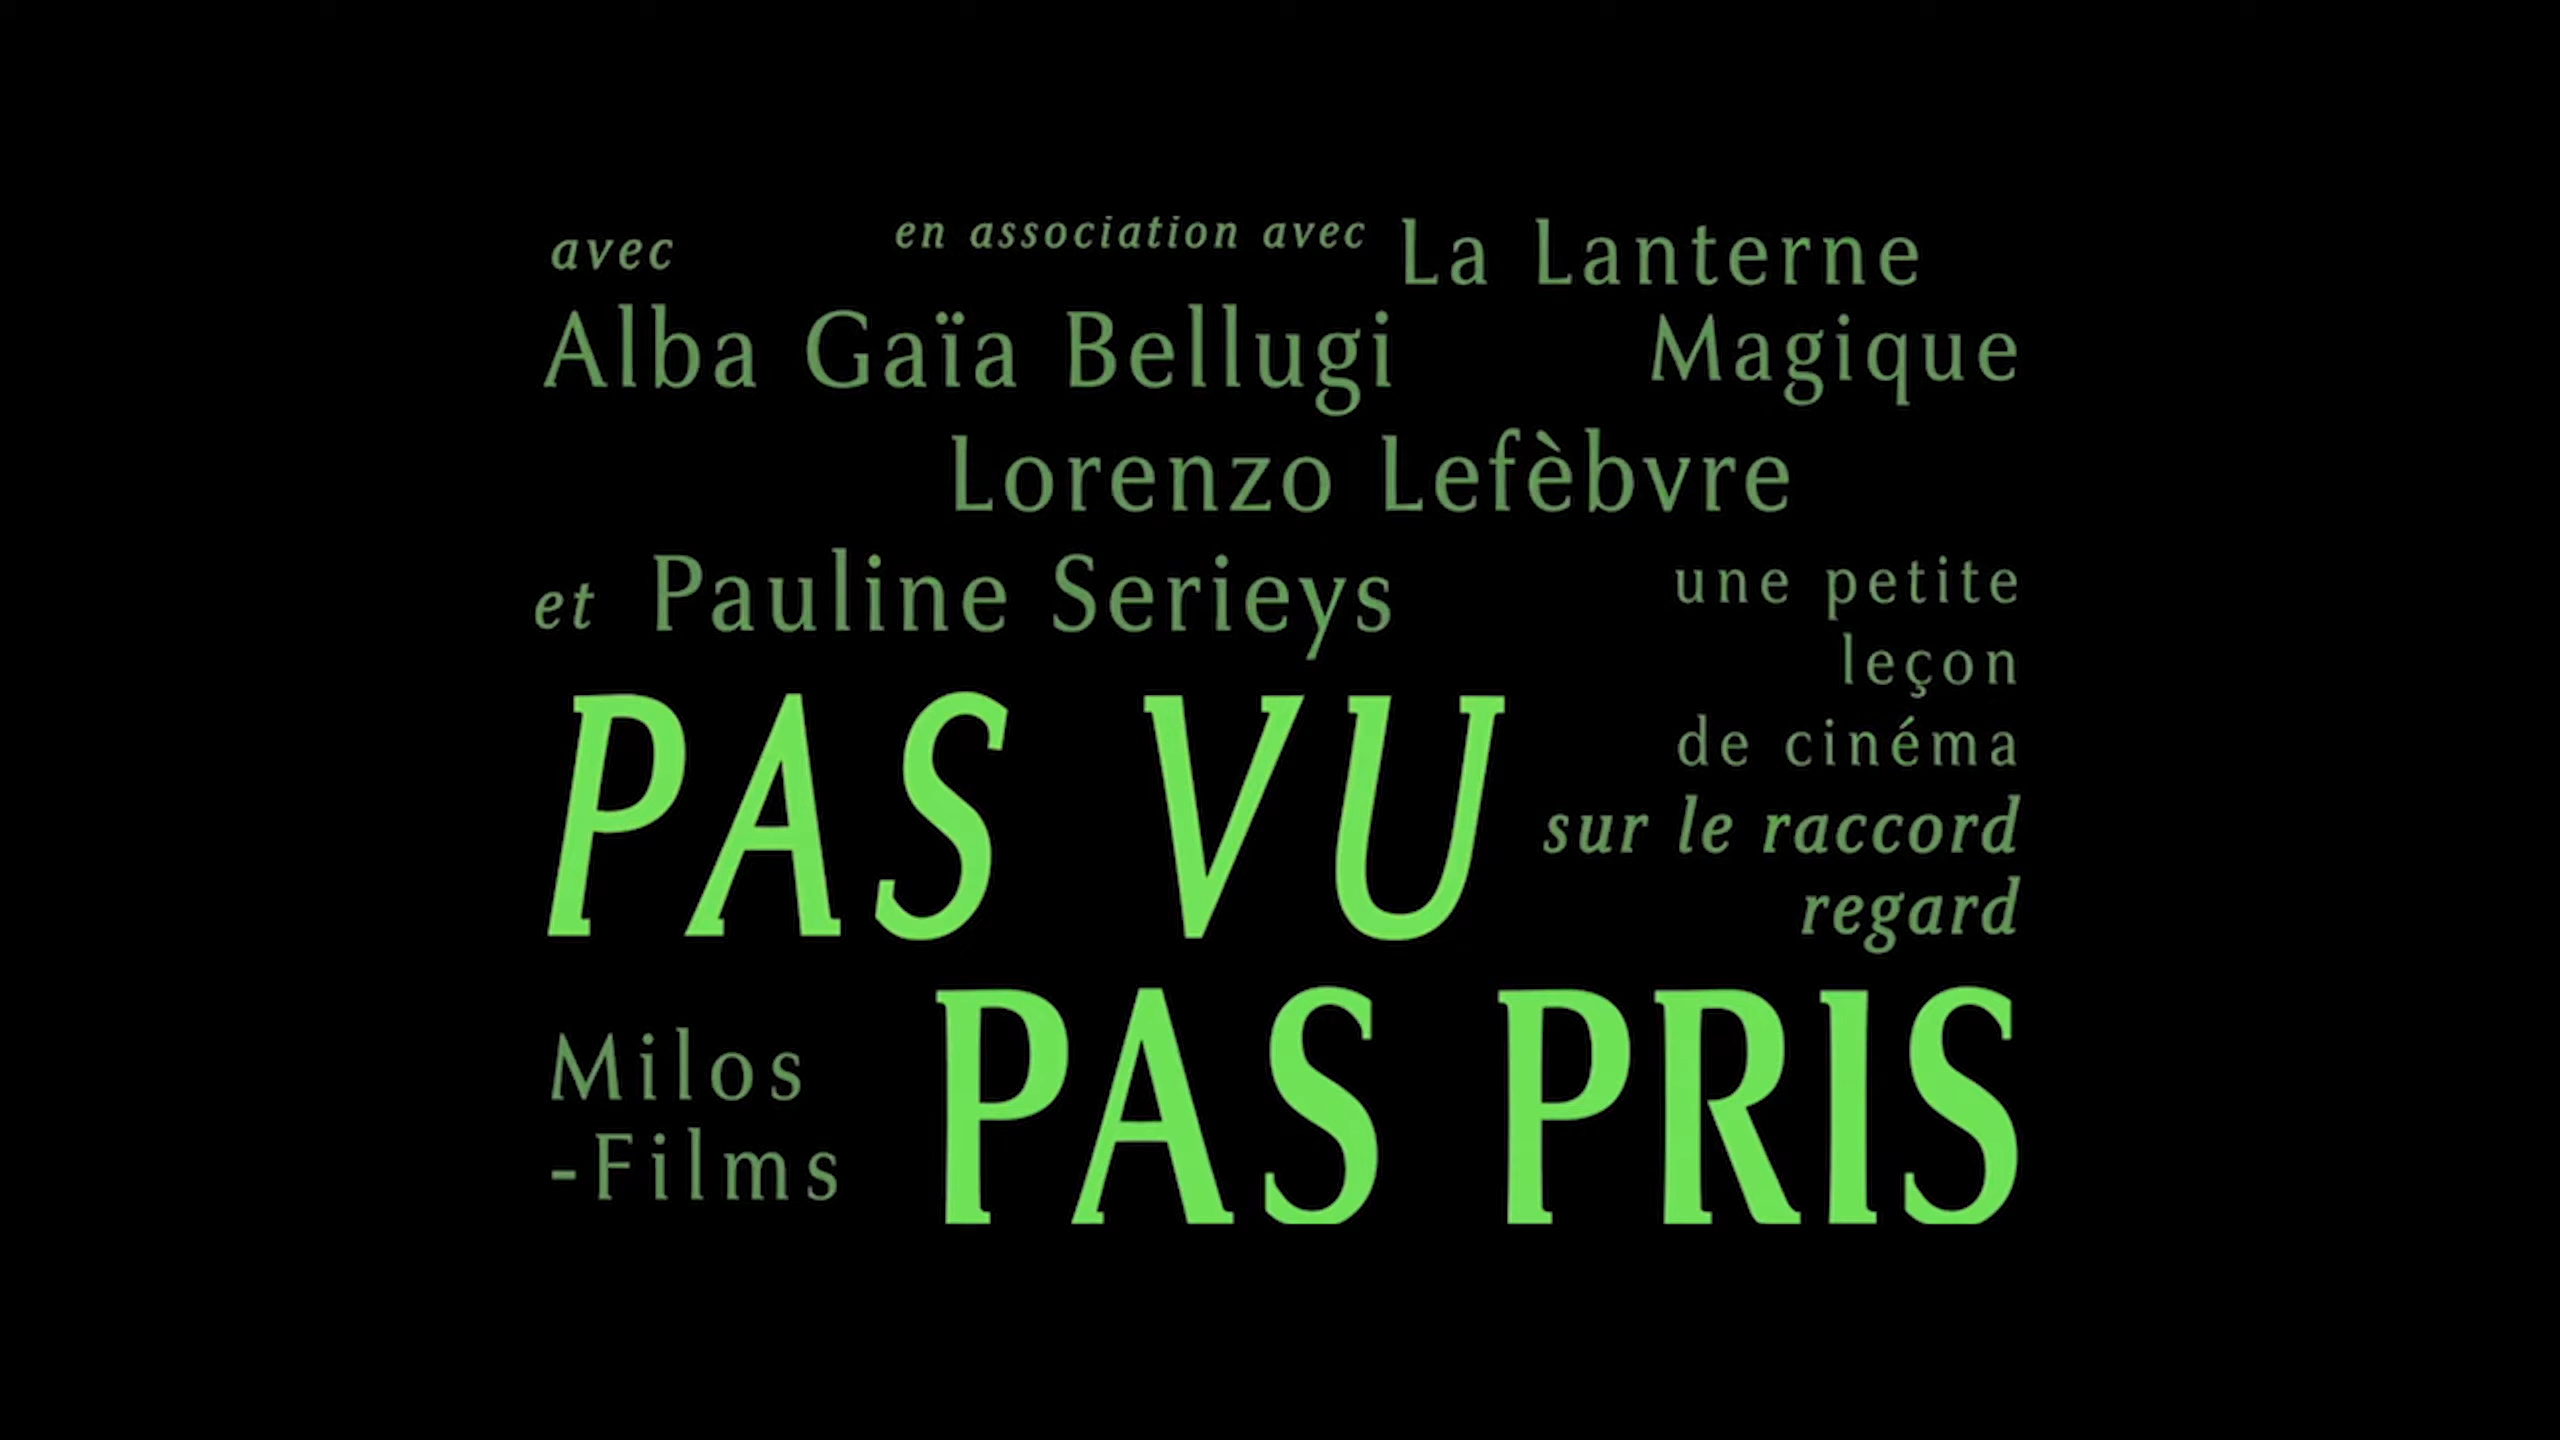 avec
en association avec
La Lanterne
Magique
Alba Gaïa Bellugi
Lorenzo Lefèbvre
et Pauline Serieys
une petite
leçon
de cinéma
sur le raccord
regard
PAS VU
PAS PRIS
Milos
-Films